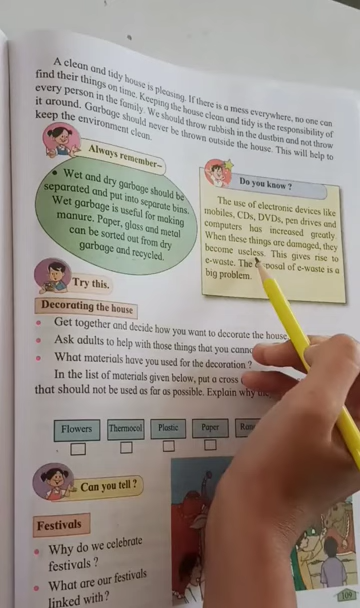 A clean and tidy house is pleasing. If there is a mess everywhere, no one can
find their things on time. Keeping the house clean and tidy is the responsibility of
every person in the family. We should throw rubbish in the dustbin and not throw
it around. Garbage should never be thrown outside the house. This will help to
keep the environment clean.
Always remember–
• Wet and dry garbage should be
separated and put into separate bins.
Wet garbage is useful for making
manure. Paper, glass and metal
can be sorted out from dry
garbage and recycled.
Do you know ?
The use of electronic devices like
mobiles, CDs, DVDs, pen drives and
computers has increased greatly.
When these things are damaged, they
become useless. This gives rise to
e-waste. The disposal of e-waste is a
big problem.
Try this.
Decorating the house
• Get together and decide how you want to decorate the house
• Ask adults to help with those things that you
• What materials have you used for the decoration ?
In the list of materials given below, put a cross
that should not be used as far as possible. Explain why
Flowers
Thermocol
Plastic
Paper
Can you tell ?
Festivals
• Why do we celebrate
festivals ?
• What are our festivals
linked with?
109